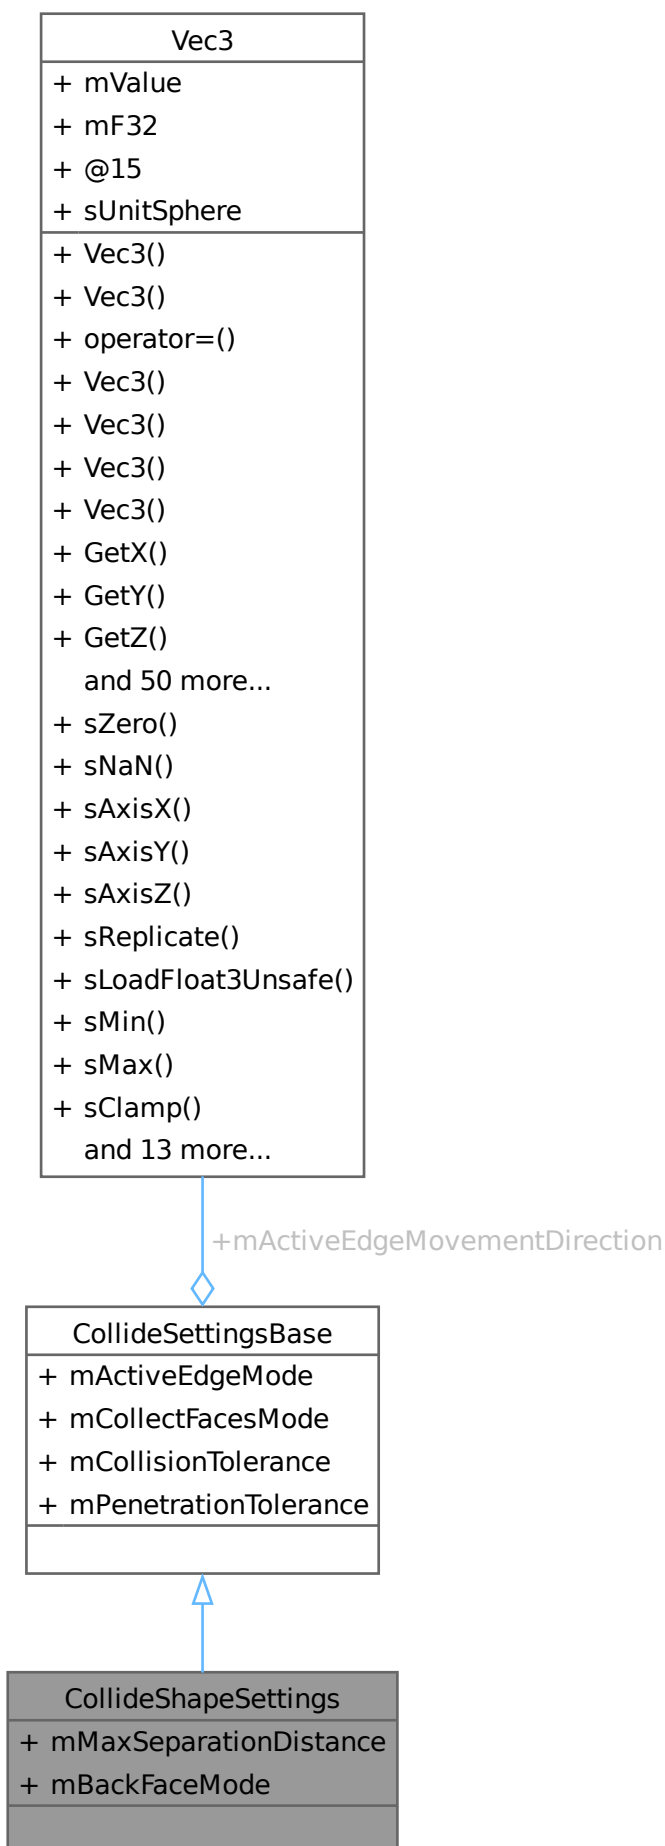 Vec3
+ mValue
+ mF32
+ @15
+ sUnitSphere
+ Vec3()
+ Vec3()
+ operator=()
+ Vec3()
+ Vec3()
+ Vec3()
+ Vec3()
+ GetX()
+ GetY()
+ GetZ()
and 50 more...
+ sZero()
+ sNaN()
+ sAxisX()
+ sAxisY()
+ sAxisZ()
+ sReplicate()
+ sLoadFloat3Unsafe()
+ sMin()
+ sMax()
+ sClamp()
and 13 more...
+mActiveEdgeMovementDirection
CollideSettingsBase
+ mActiveEdgeMode
+ mCollectFacesMode
+ mCollisionTolerance
+ mPenetrationTolerance
CollideShapeSettings
+ mMaxSeparationDistance
+ mBackFaceMode